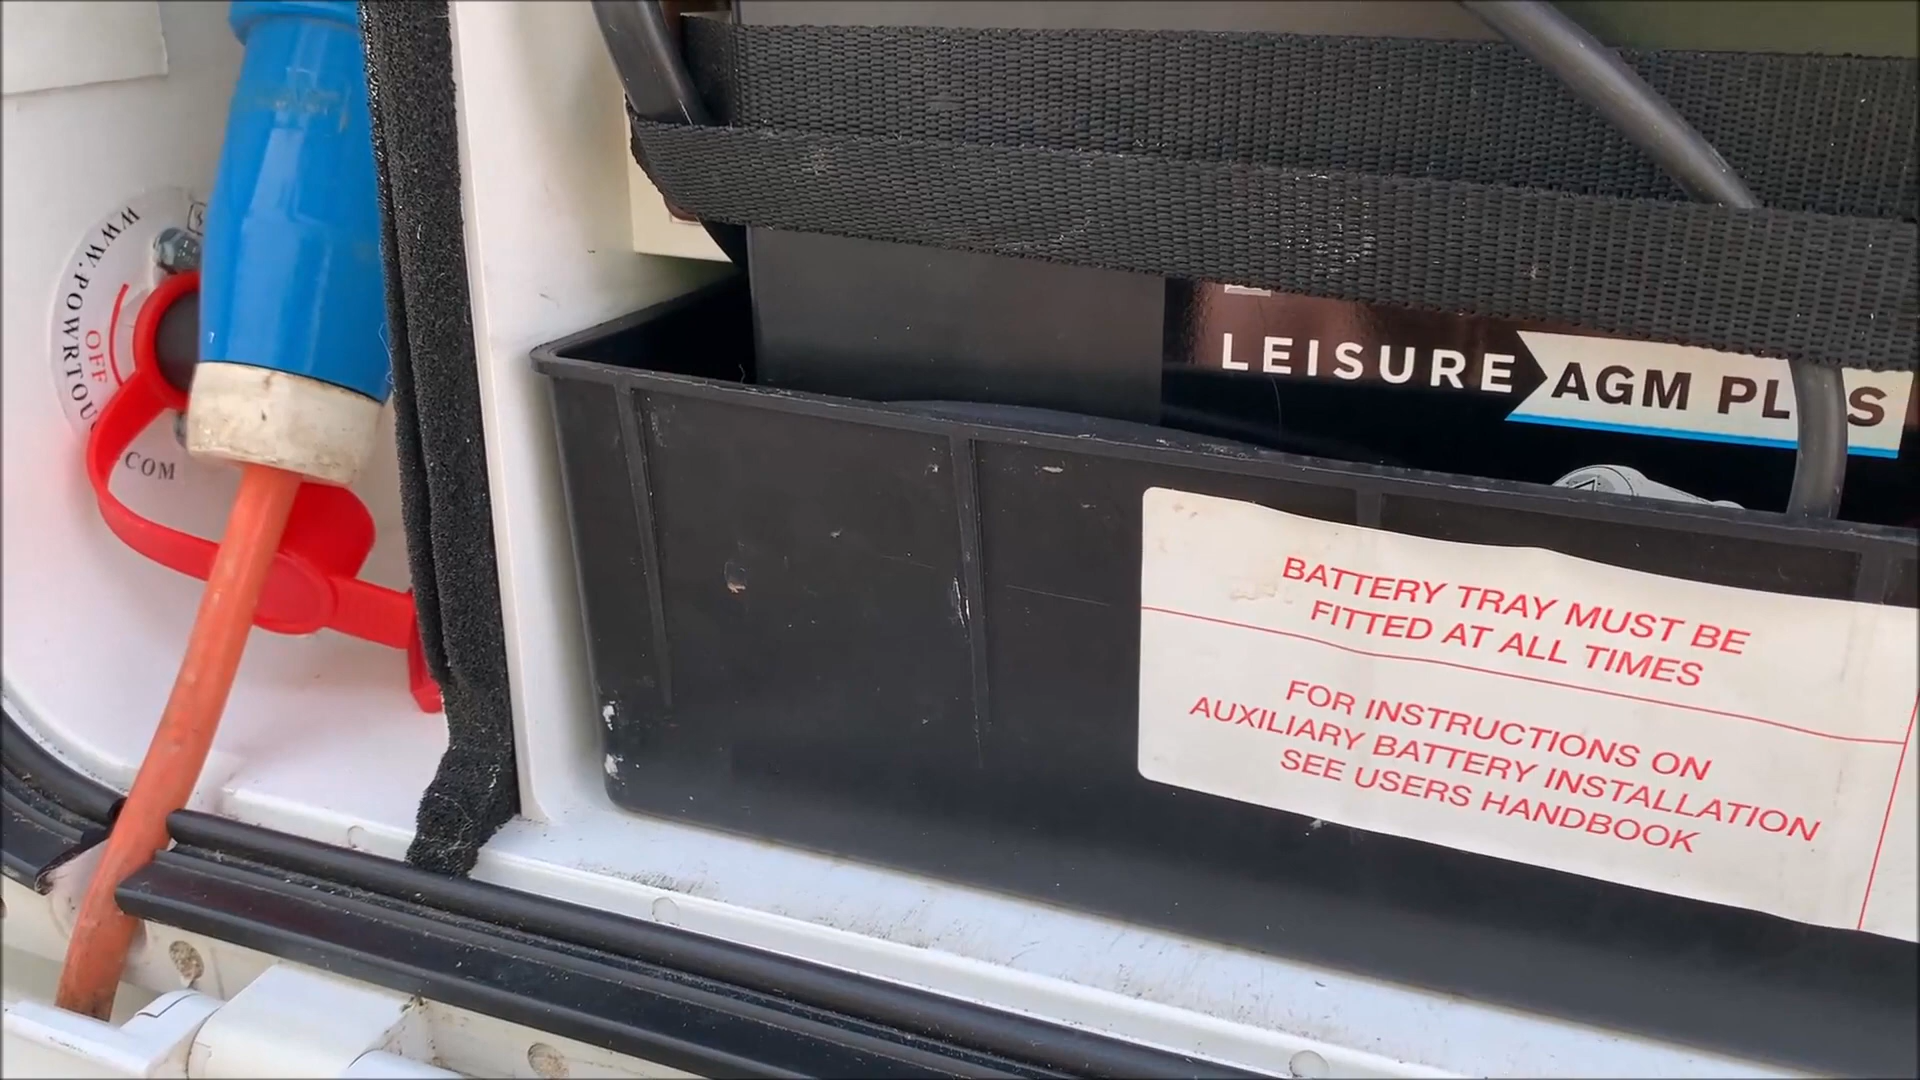 WWW.POWRTOU
.COM
OFF
LEISURE AGM PL S
BATTERY TRAY MUST BE
FITTED AT ALL TIMES
FOR INSTRUCTIONS ON
AUXILIARY BATTERY INSTALLATION
SEE USERS HANDBOOK